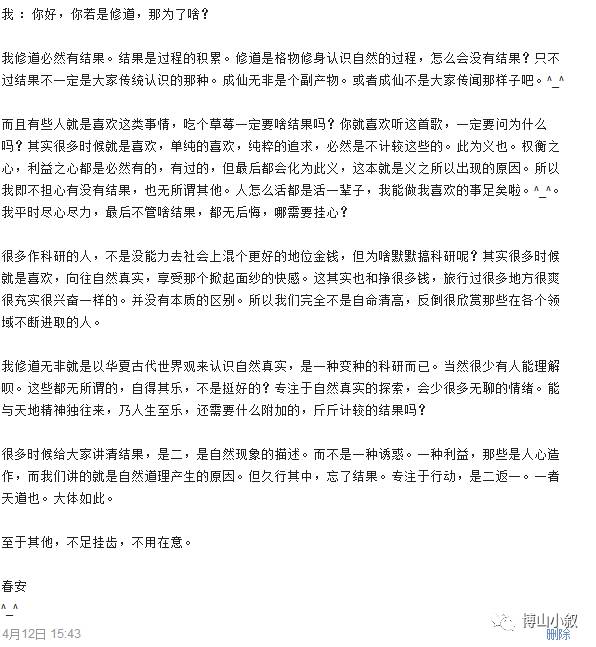 我 : 你好，你若是修道，那为了啥？
我修道必然有结果。结果是过程的积累。修道是格物修身认识自然的过程，怎么会没有结果？只不
过结果不一定是大家传统认识的那种。成仙无非是个副产物。或者成仙不是大家传闻那样子吧。^_^
而且有些人就是喜欢这类事情，吃个草莓一定要啥结果吗？你就喜欢听这首歌，一定要问为什么
吗？其实很多时候就是喜欢，单纯的喜欢，纯粹的追求，必然是不计较这些的。此为义也。权衡之
心，利益之心都是必然有的，有过的，但最后都会化为此义，这本就是义之所以出现的原因。所以
我即不担心有没有结果，也无所谓其他。人怎么活都是活一辈子，我能做我喜欢的事足矣啦。^_^。
我平时尽心尽力，最后不管啥结果，都无后悔，哪需要挂心？
很多作科研的人，不是没能力去社会上混个更好的地位金钱，但为啥默默搞科研呢？其实很多时候
就是喜欢，向往自然真实，享受那个掀起面纱的快感。这其实也和挣很多钱，旅行过很多地方很爽
很充实很兴奋一样的。并没有本质的区别。所以我们完全不是自命清高，反倒很欣赏那些在各个领
域不断进取的人。
我修道无非就是以华夏古代世界观来认识自然真实，是一种变种的科研而已。当然很少有人能理解
呗。这些都无所谓的，自得其乐，不是挺好的？专注于自然真实的探索，会少很多无聊的情绪。能
与天地精神独往来，乃人生至乐，还需要什么附加的，斤斤计较的结果吗？
很多时候给大家讲清结果，是二，是自然现象的描述。而不是一种诱惑。一种利益，那些是人心造
作，而我们讲的就是自然道理产生的原因。但久行其中，忘了结果。专注于行动，是二返一。一者
天道也。大体如此。
至于其他，不足挂齿，不用在意。
春安
^_^
4月12日 15:43
博山小叙
删除